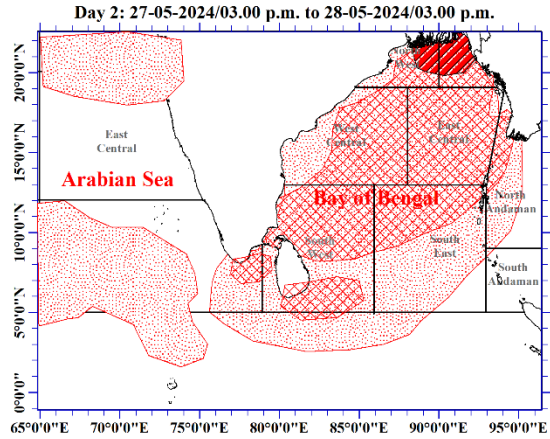 Day 2: 27-05-2024/03.00 p.m. to 28-05-2024/03.00 p.m.
20°0'0"N
15°0'0"N
10°0'0"N
5°0'0"N
0°0'0"
North
West
East
Central
West
Central
East
Central
Arabian Sea
Bay of Bengal
North
Andaman
South
West
South
East
South
Andaman
65°0'0"E 70°0'0"E 75°0'0"E 80°0'0"E 85°0'0"E 90°0'0"E 95°0'0"E